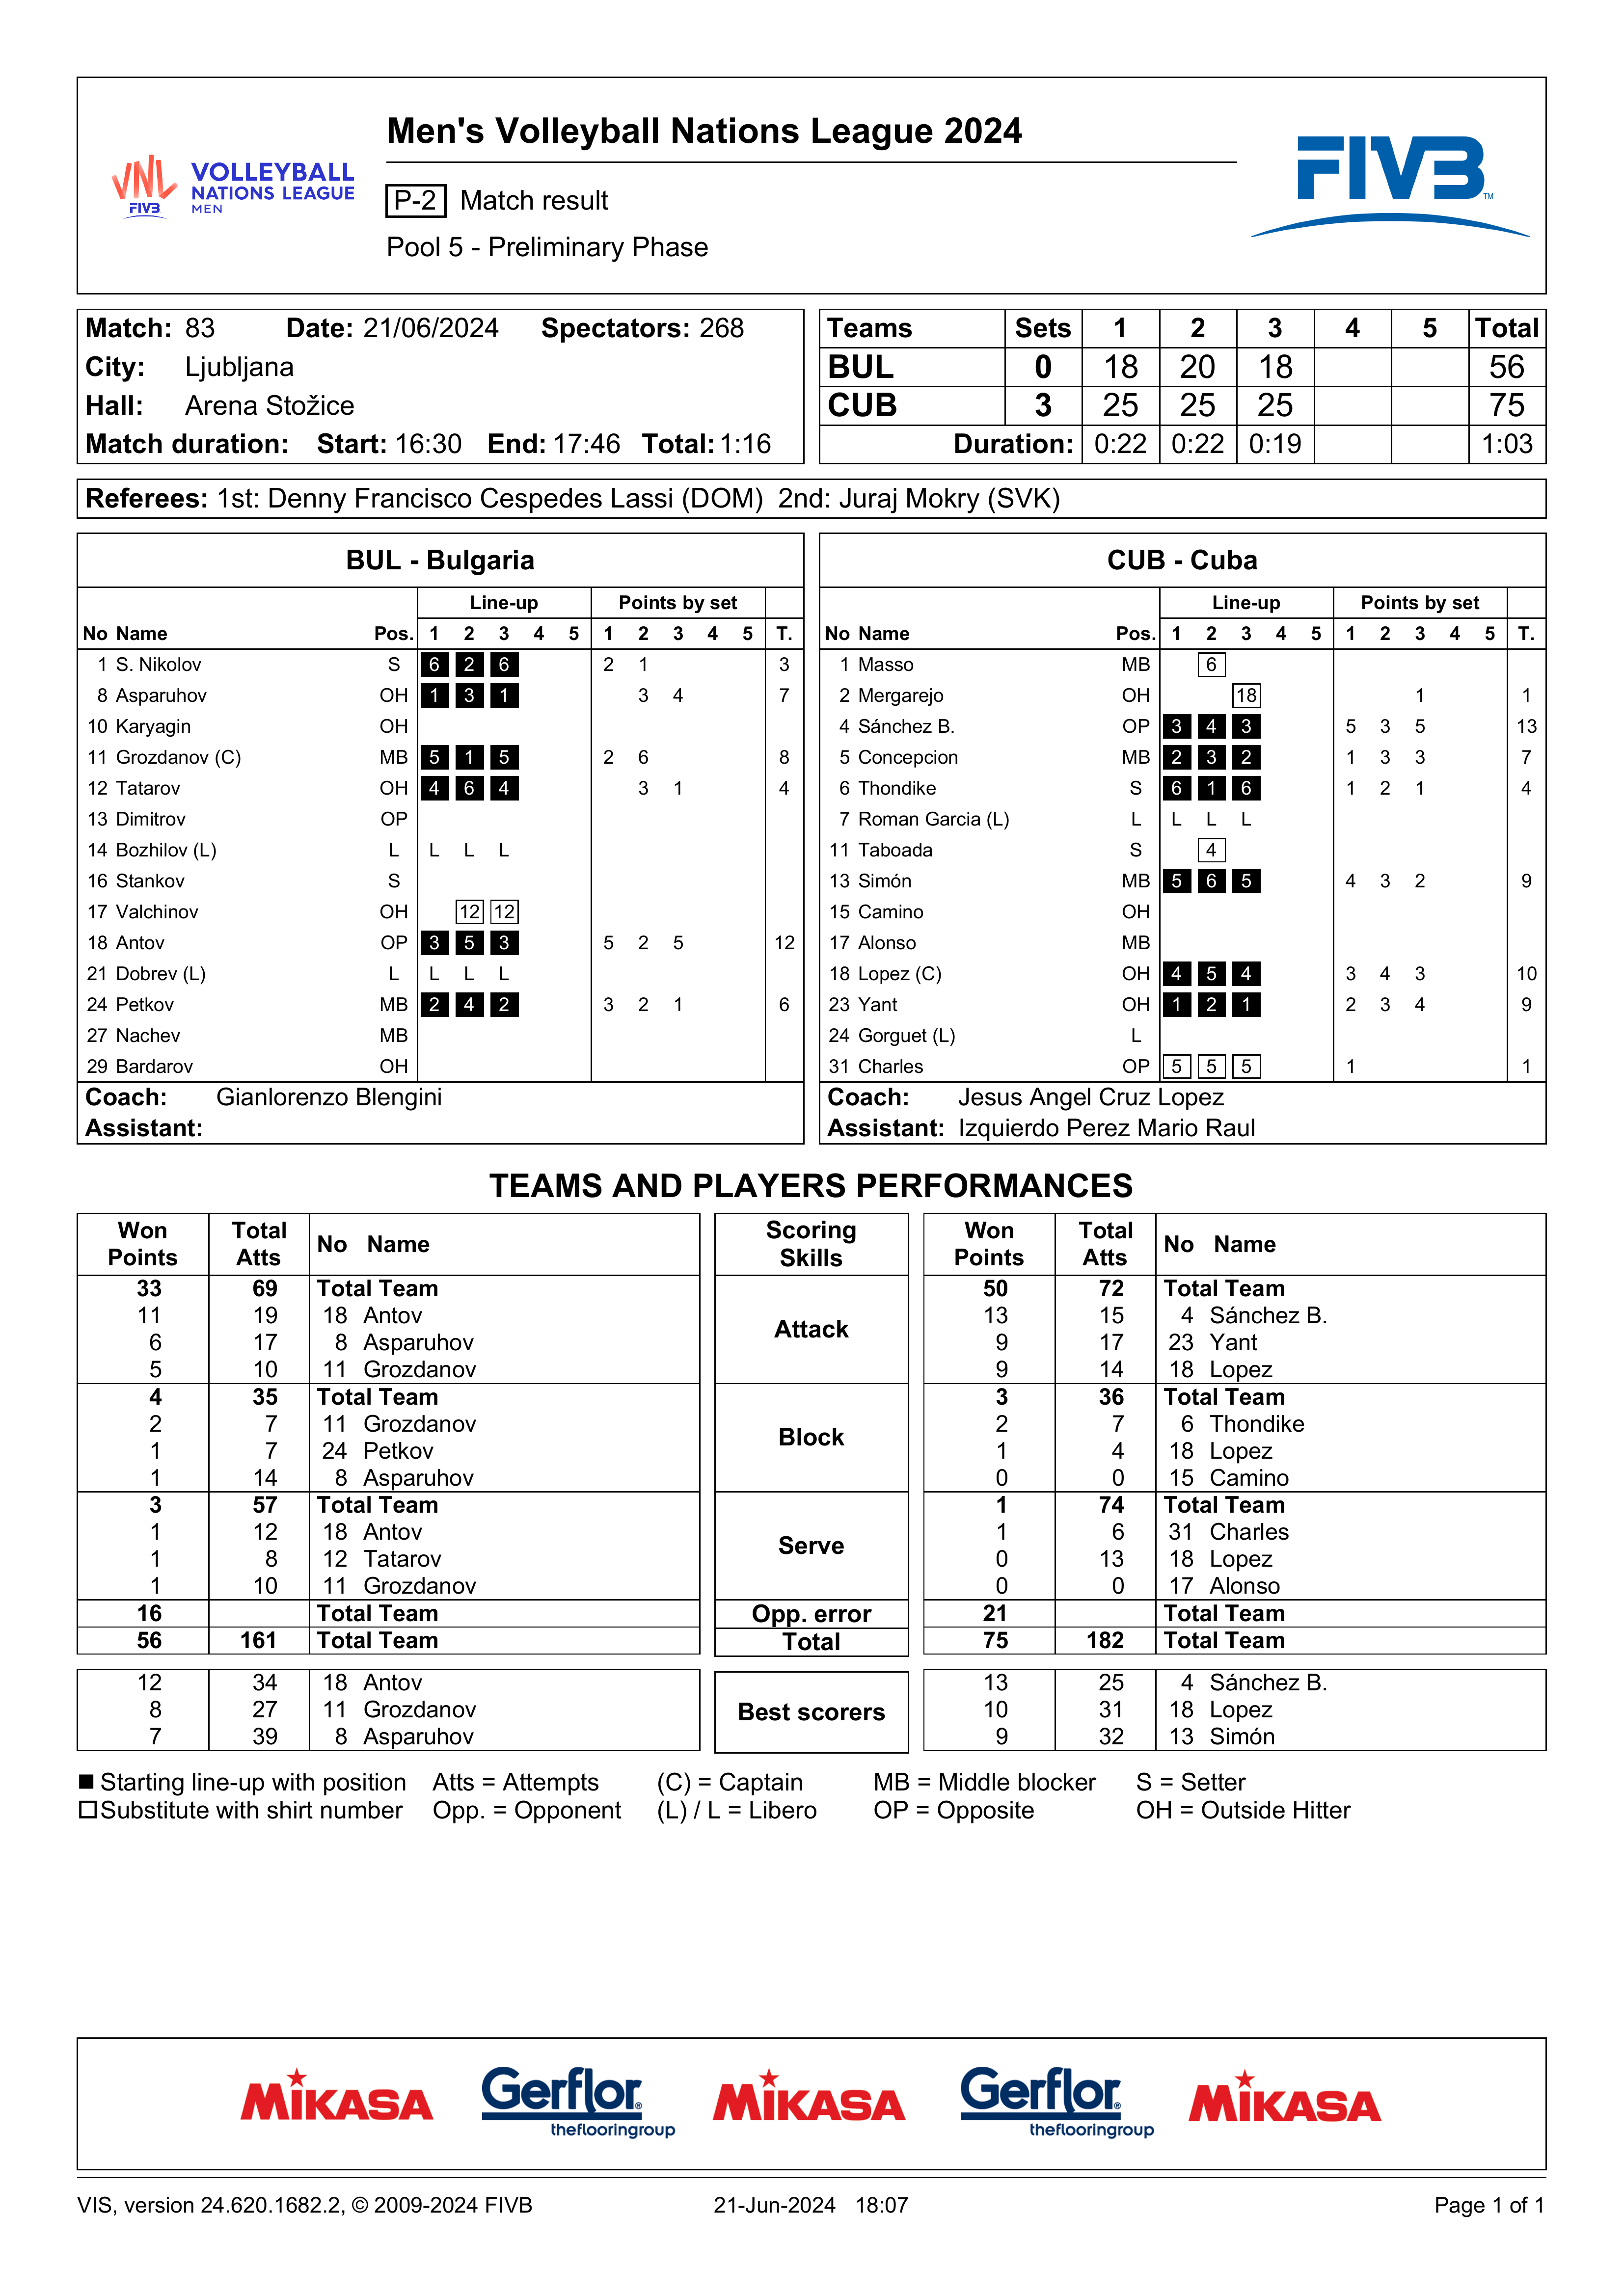 Men's Volleyball Nations League 2024
VNL FIVB VOLLEYBALL NATIONS LEAGUE MEN
P-2 Match result
Pool 5 - Preliminary Phase
FIVB™
Match: 83 Date: 21/06/2024 Spectators: 268
City: Ljubljana
Hall: Arena Stožice
Match duration: Start: 16:30 End: 17:46 Total: 1:16
Teams Sets 1 2 3 4 5 Total
BUL 0 18 20 18 56
CUB 3 25 25 25 75
Duration: 0:22 0:22 0:19 1:03
Referees: 1st: Denny Francisco Cespedes Lassi (DOM) 2nd: Juraj Mokry (SVK)
BUL - Bulgaria
Line-up Points by set
No Name Pos. 1 2 3 4 5 1 2 3 4 5 T.
1 S. Nikolov S 6 2 6 2 1 3
8 Asparuhov OH 1 3 1 3 4 7
10 Karyagin OH
11 Grozdanov (C) MB 5 1 5 2 6 8
12 Tatarov OH 4 6 4 3 1 4
13 Dimitrov OP
14 Bozhilov (L) L L L L
16 Stankov S
17 Valchinov OH 12 12
18 Antov OP 3 5 3 5 2 5 12
21 Dobrev (L) L L L L
24 Petkov MB 2 4 2 3 2 1 6
27 Nachev MB
29 Bardarov OH
Coach: Gianlorenzo Blengini
Assistant:
CUB - Cuba
Line-up Points by set
No Name Pos. 1 2 3 4 5 1 2 3 4 5 T.
1 Masso MB 6
2 Mergarejo OH 18 1 1
4 Sánchez B. OP 3 4 3 5 3 5 13
5 Concepcion MB 2 3 2 1 3 3 7
6 Thondike S 6 1 6 1 2 1 4
7 Roman Garcia (L) L L L L
11 Taboada S 4
13 Simón MB 5 6 5 4 3 2 9
15 Camino OH
17 Alonso MB
18 Lopez (C) OH 4 5 4 3 4 3 10
23 Yant OH 1 2 1 2 3 4 9
24 Gorguet (L) L
31 Charles OP 5 5 5 1 1
Coach: Jesus Angel Cruz Lopez
Assistant: Izquierdo Perez Mario Raul
TEAMS AND PLAYERS PERFORMANCES
Won Points Total Atts No Name Scoring Skills Won Points Total Atts No Name
33 69 Total Team Attack 50 72 Total Team
11 19 18 Antov 13 15 4 Sánchez B.
6 17 8 Asparuhov 9 17 23 Yant
5 10 11 Grozdanov 9 14 18 Lopez
4 35 Total Team Block 3 36 Total Team
2 7 11 Grozdanov 2 7 6 Thondike
1 7 24 Petkov 1 4 18 Lopez
1 14 8 Asparuhov 0 0 15 Camino
3 57 Total Team Serve 1 74 Total Team
1 12 18 Antov 1 6 31 Charles
1 8 12 Tatarov 0 13 18 Lopez
1 10 11 Grozdanov 0 0 17 Alonso
16 Total Team Opp. error 21 Total Team
56 161 Total Team Total 75 182 Total Team
12 34 18 Antov Best scorers 13 25 4 Sánchez B.
8 27 11 Grozdanov 10 31 18 Lopez
7 39 8 Asparuhov 9 32 13 Simón
Starting line-up with position Atts = Attempts (C) = Captain MB = Middle blocker S = Setter
Substitute with shirt number Opp. = Opponent (L) / L = Libero OP = Opposite OH = Outside Hitter
MIKASA Gerflor® theflooringgroup MIKASA Gerflor® theflooringgroup MIKASA
VIS, version 24.620.1682.2, © 2009-2024 FIVB 21-Jun-2024 18:07 Page 1 of 1